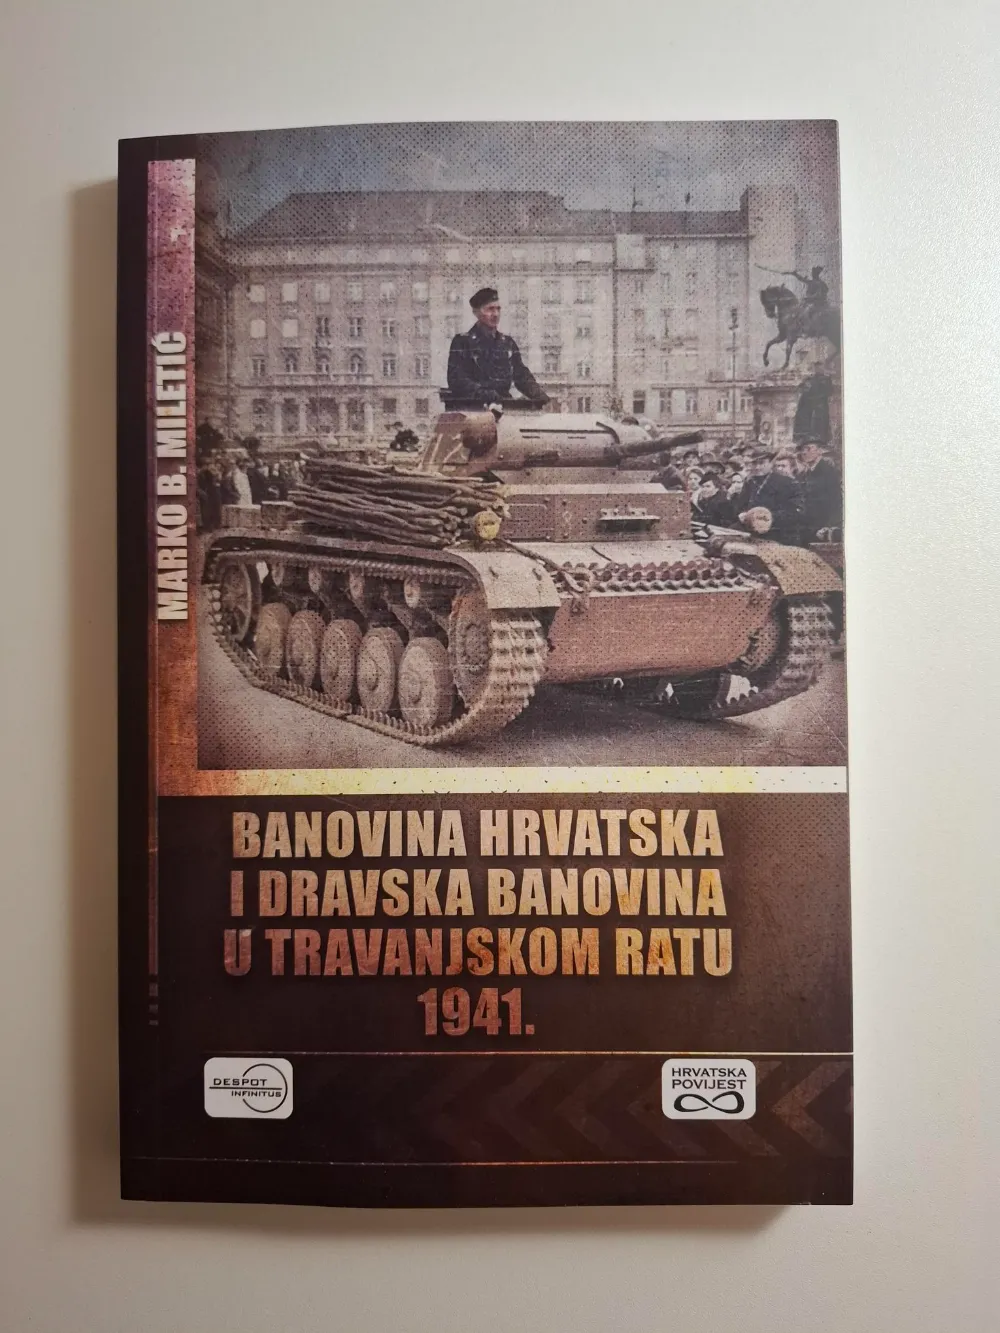 MARKO B. MILETIĆ
BANOVINA HRVATSKA
I DRAVSKA BANOVINA
U TRAVANJSKOM RATU
1941.
DESPOT
INFINITUS
HRVATSKA
POVIJEST